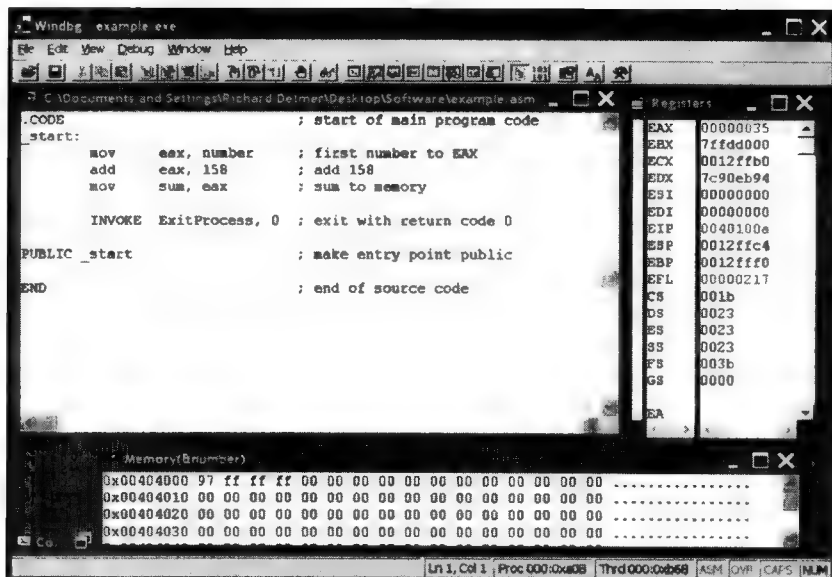 Windbg example exe
File Edit View Debug Window Help
C:\Documents and Settings\Richard Detmer\Desktop\Software\example.asm
.CODE ; start of main program code
_start:
mov eax, number ; first number to EAX
add eax, 158 ; add 158
mov sum, eax ; sum to memory
INVOKE ExitProcess, 0 ; exit with return code 0
PUBLIC _start ; make entry point public
END ; end of source code
Registers
EAX 00000035
EBX 7ffdd000
ECX 0012ffb0
EDX 7c90eb94
ESI 00000000
EDI 00000000
EIP 0040100a
ESP 0012ffc4
EBP 0012fff0
EFL 00000217
CS 001b
DS 0023
ES 0023
SS 0023
FS 003b
GS 0000
EA
Memory(&number)
0x00404000 97 ff ff ff 00 00 00 00 00 00 00 00 00 00 00 00 ................
0x00404010 00 00 00 00 00 00 00 00 00 00 00 00 00 00 00 00 ................
0x00404020 00 00 00 00 00 00 00 00 00 00 00 00 00 00 00 00 ................
0x00404030 00 00 00 00 00 00 00 00 00 00 00 00 00 00 00 00 ................
Co.
Ln 1, Col 1 Proc 000:0xa0B Thrd 000:0xb68 ASM OVR CAPS NUM